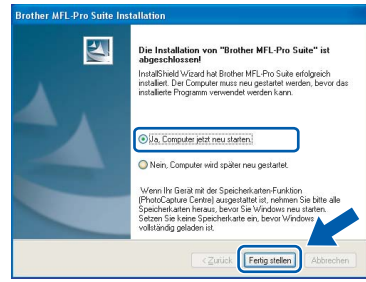 Brother MFL-Pro Suite Installation
Die Installation von "Brother MFL-Pro Suite" ist
abgeschlossen!
InstallShield Wizard hat Brother MFL-Pro Suite erfolgreich
installiert. Der Computer muss neu gestartet werden, bevor das
installierte Programm verwendet werden kann.
Ja, Computer jetzt neu starten.
Nein, Computer wird später neu gestartet.
Wenn Ihr Gerät mit der Speicherkarten-Funktion
(PhotoCapture Centre) ausgestattet ist, nehmen Sie bitte alle
Speicherkarten heraus, bevor Sie Windows neu starten.
Setzen Sie keine Speicherkarte ein, bevor Windows
vollständig geladen ist.
< Zurück Fertig stellen Abbrechen